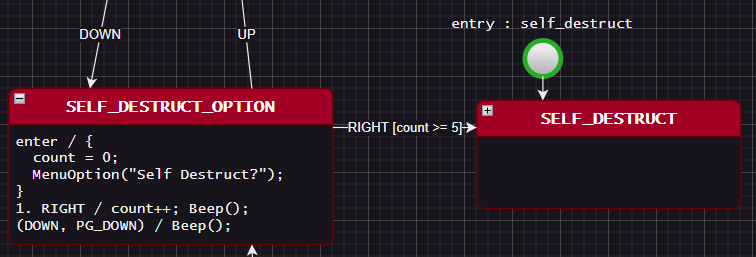 DOWN
UP
entry : self_destruct
SELF_DESTRUCT_OPTION
enter / {
  count = 0;
  MenuOption("Self Destruct?");
}
1. RIGHT / count++; Beep();
(DOWN, PG_DOWN) / Beep();
RIGHT [count >= 5]
SELF_DESTRUCT